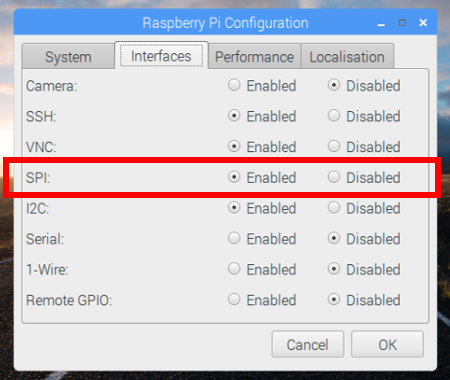 Raspberry Pi Configuration
System Interfaces Performance Localisation
Camera: Enabled Disabled
SSH: Enabled Disabled
VNC: Enabled Disabled
SPI: Enabled Disabled
I2C: Enabled Disabled
Serial: Enabled Disabled
1-Wire: Enabled Disabled
Remote GPIO: Enabled Disabled
Cancel OK